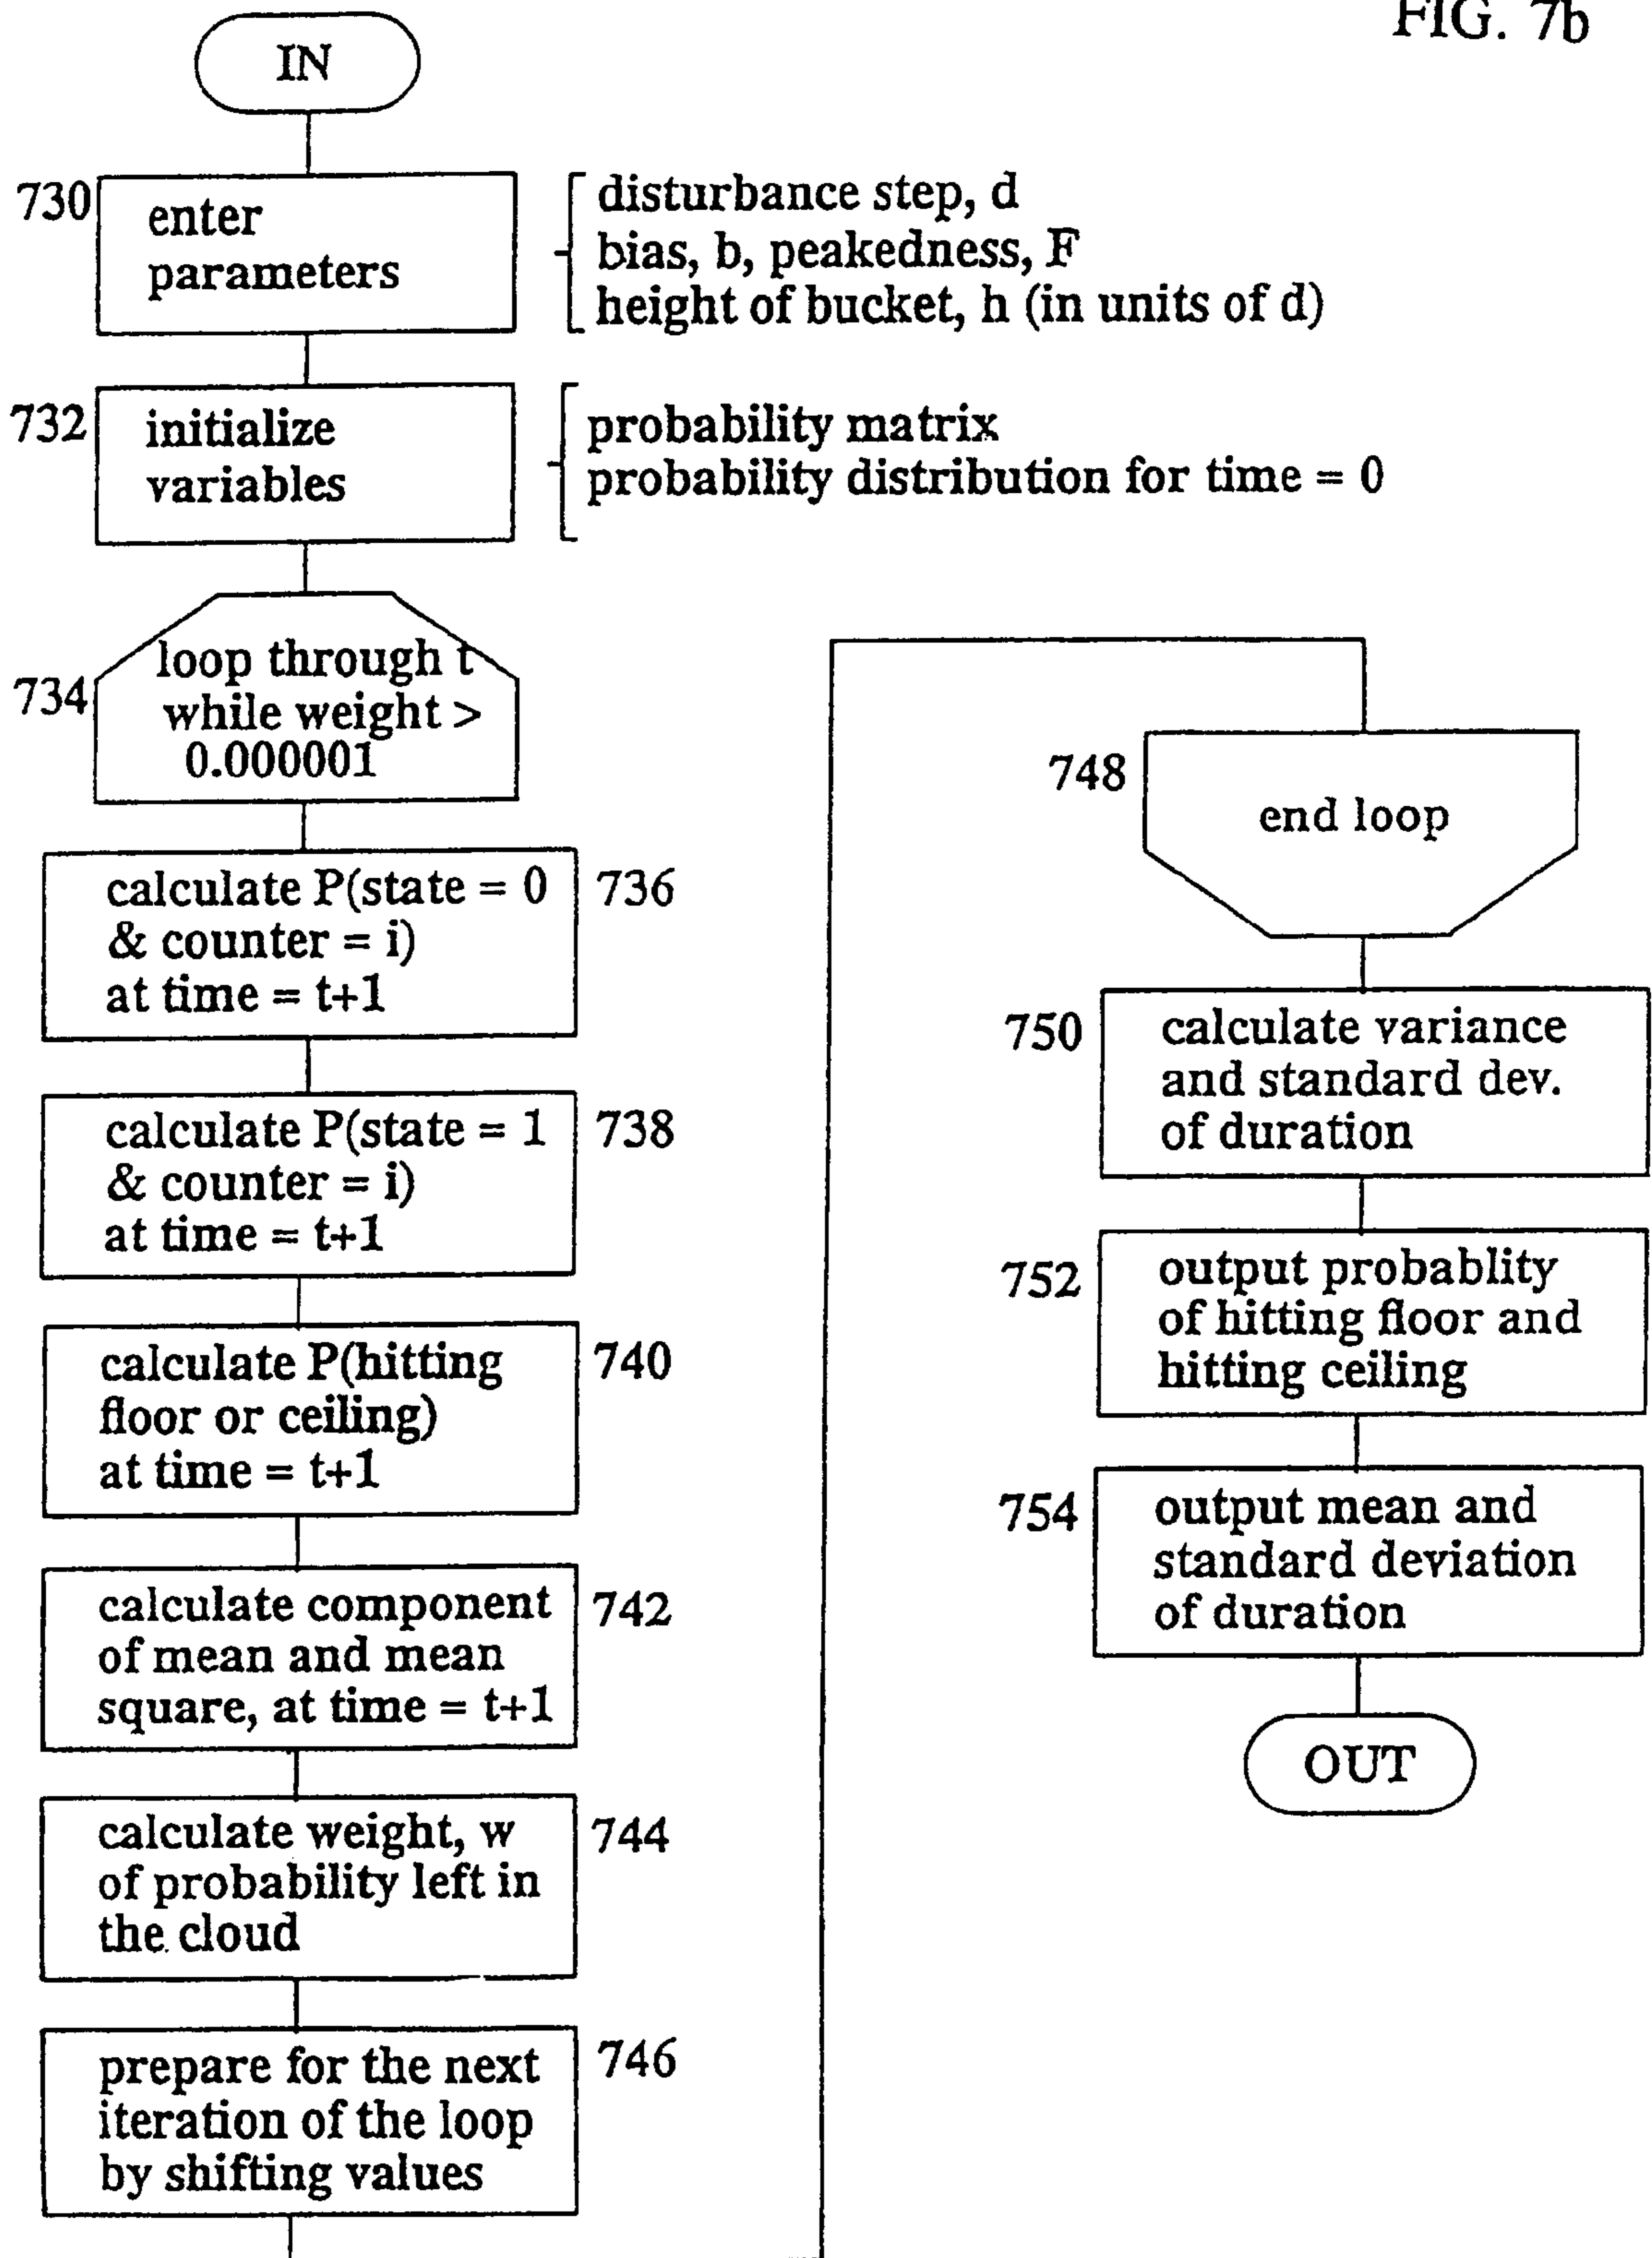 FIG. 7b
IN
730
enter
parameters
disturbance step, d
bias, b, peakedness, F
height of bucket, h (in units of d)
732
initialize
variables
probability matrix
probability distribution for time = 0
734
loop through t
while weight >
0.000001
calculate P(state = 0
& counter = i)
at time = t+1
736
calculate P(state = 1
& counter = i)
at time = t+1
738
calculate P(hitting
floor or ceiling)
at time = t+1
740
calculate component
of mean and mean
square, at time = t+1
742
calculate weight, w
of probability left in
the cloud
744
prepare for the next
iteration of the loop
by shifting values
746
748
end loop
750
calculate variance
and standard dev.
of duration
752
output probablity
of hitting floor and
hitting ceiling
754
output mean and
standard deviation
of duration
OUT